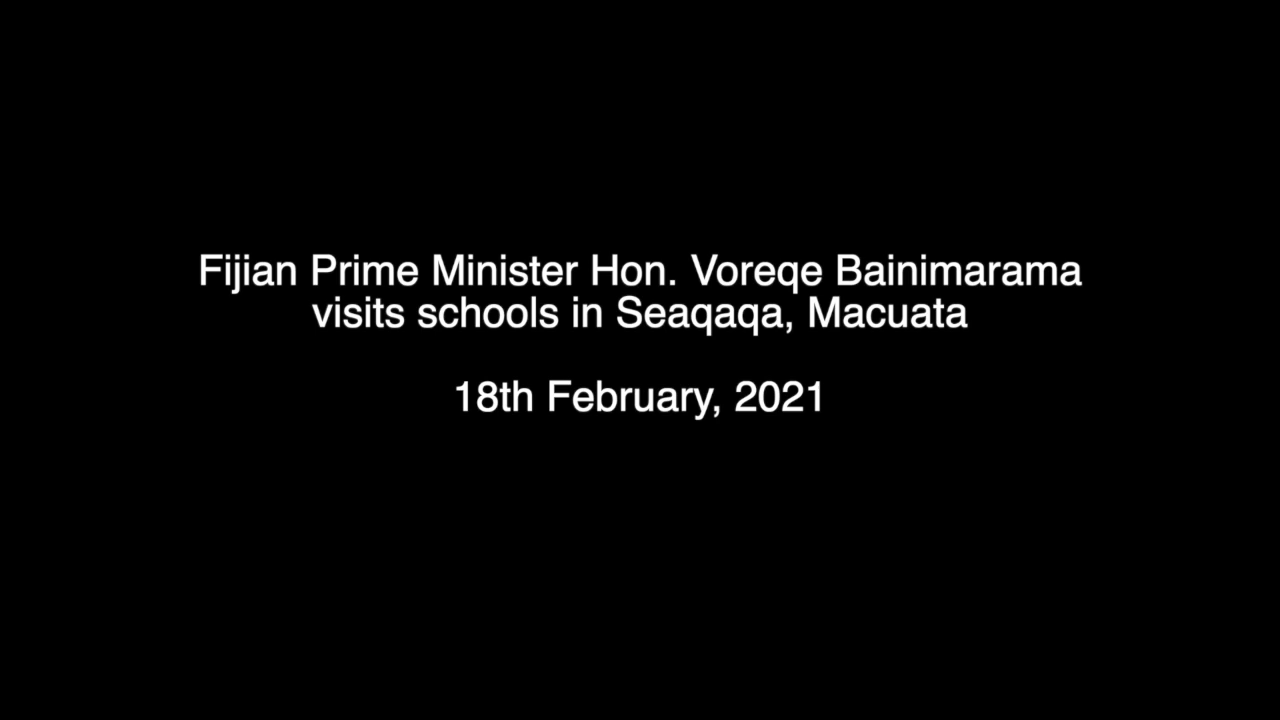 Fijian Prime Minister Hon. Voreqe Bainimarama
visits schools in Seaqaqa, Macuata
18th February, 2021